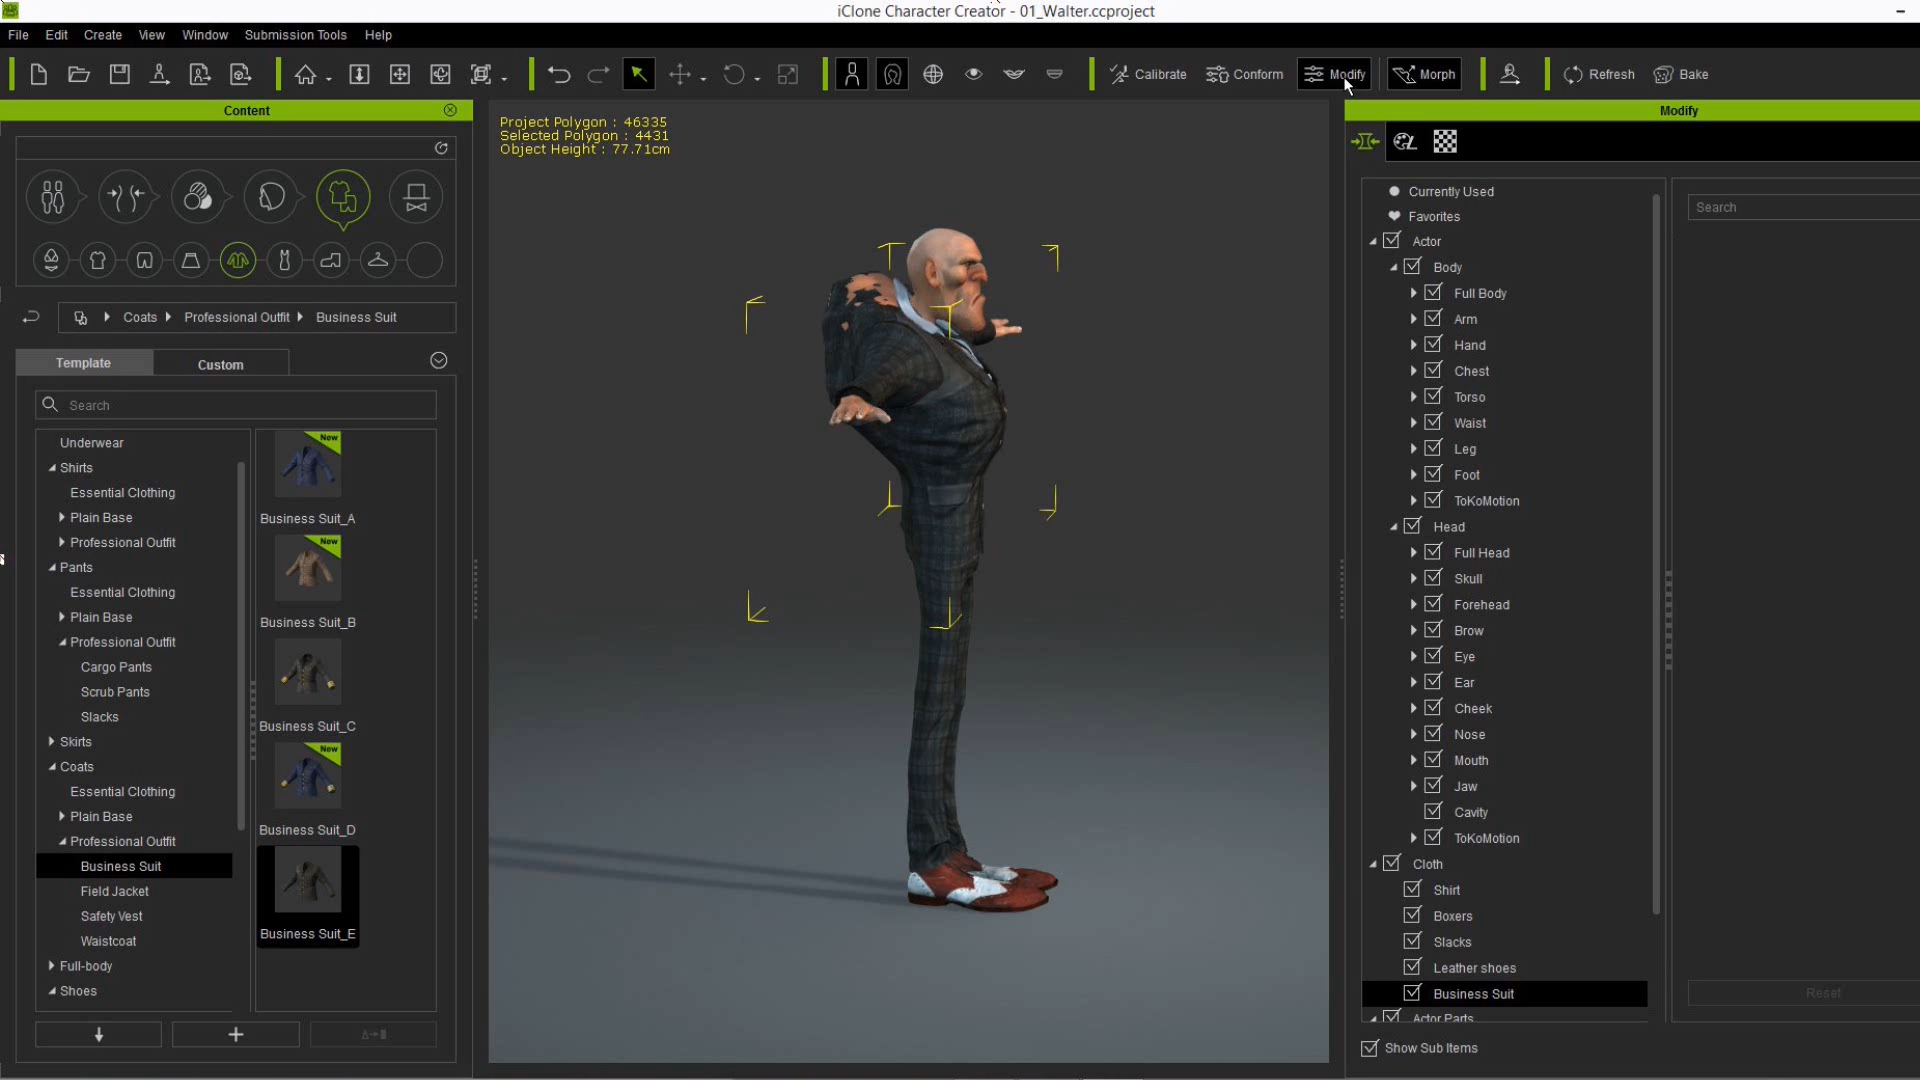 iClone Character Creator - 01_Walter.ccproject
File Edit Create View Window Submission Tools Help
Calibrate Conform Modify Morph Refresh Bake
Content
Coats Professional Outfit Business Suit
Template Custom
Search
Underwear
Shirts
Essential Clothing
Plain Base
Professional Outfit
Pants
Essential Clothing
Plain Base
Professional Outfit
Cargo Pants
Scrub Pants
Slacks
Skirts
Coats
Essential Clothing
Plain Base
Professional Outfit
Business Suit
Field Jacket
Safety Vest
Waistcoat
Full-body
Shoes
New
Business Suit_A
New
Business Suit_B
Business Suit_C
New
Business Suit_D
Business Suit_E
Project Polygon : 46335
Selected Polygon : 4431
Object Height : 77.71cm
Modify
Currently Used
Favorites
Actor
Body
Full Body
Arm
Hand
Chest
Torso
Waist
Leg
Foot
ToKoMotion
Head
Full Head
Skull
Forehead
Brow
Eye
Ear
Cheek
Nose
Mouth
Jaw
Cavity
ToKoMotion
Cloth
Shirt
Boxers
Slacks
Leather shoes
Business Suit
Actor Parts
Show Sub Items
Search
Reset